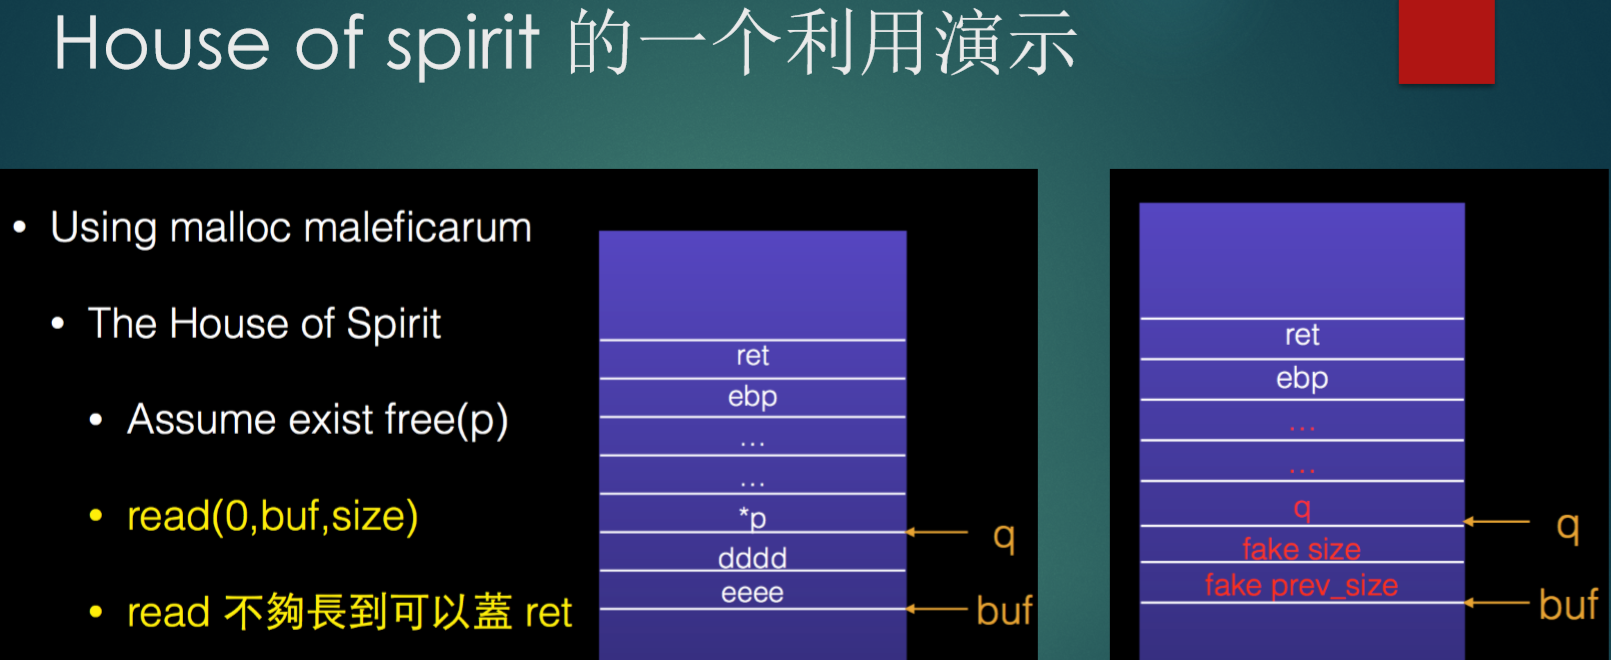 House of spirit 的一个利用演示
• Using malloc maleficarum
• The House of Spirit
• Assume exist free(p)
• read(0,buf,size)
• read 不夠長到可以蓋 ret
ret
ebp
...
...
*p
q
dddd
eeee
buf
ret
ebp
...
...
q
q
fake size
fake prev_size
buf